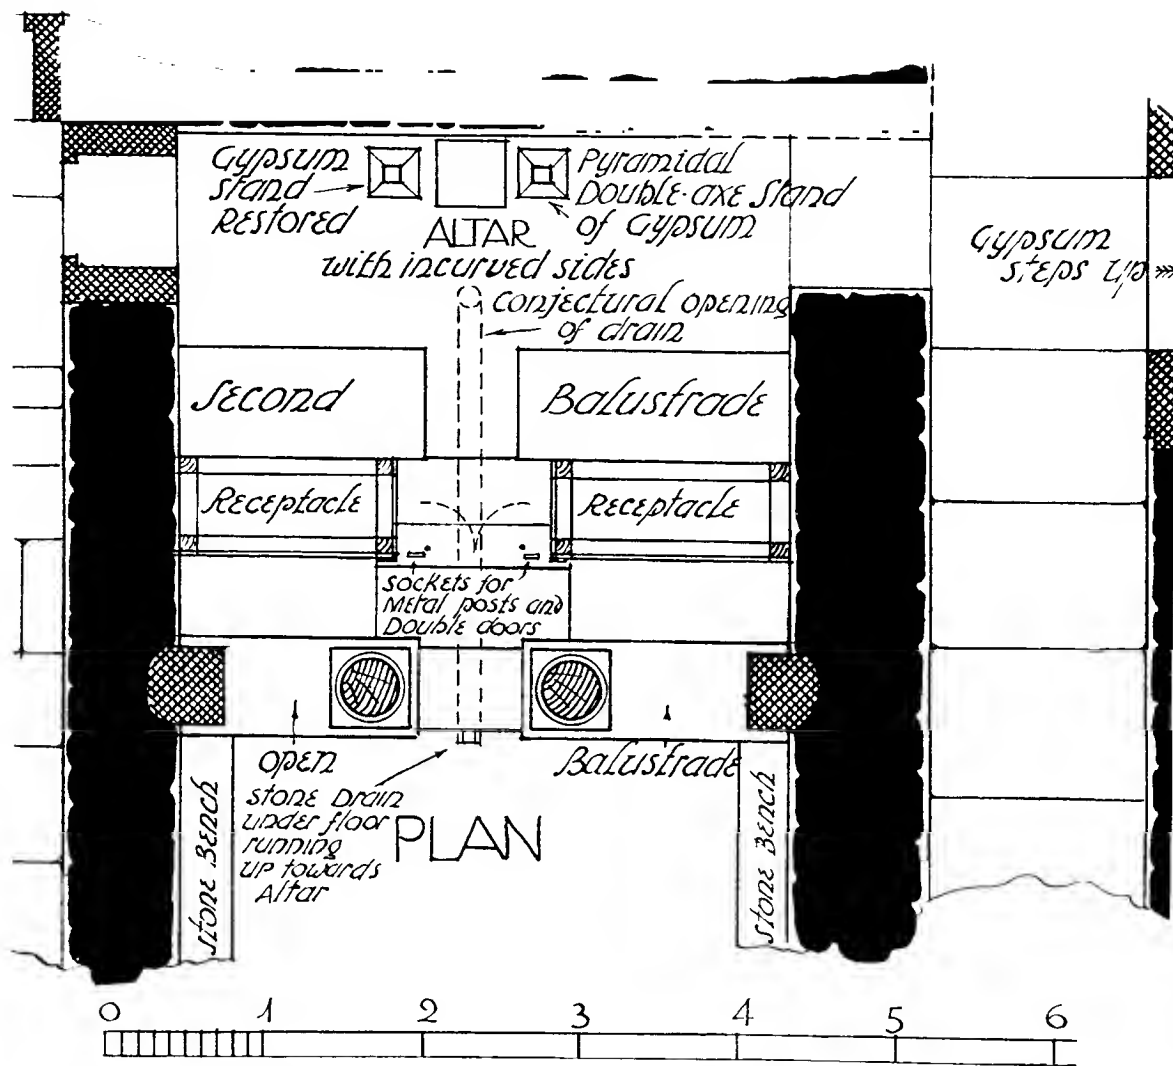 Gypsum
stand
Restored
Pyramidal
Double-axe Stand
of Gypsum
ALTAR
with incurved sides
Gypsum
steps up
Conjectural opening
of drain
Second
Balustrade
Receptacle
Receptacle
Sockets for
Metal posts and
Double doors
open
Balustrade
Stone Drain
under floor
running
up towards
Altar
PLAN
Stone Bench
Stone Bench
0 1 2 3 4 5 6